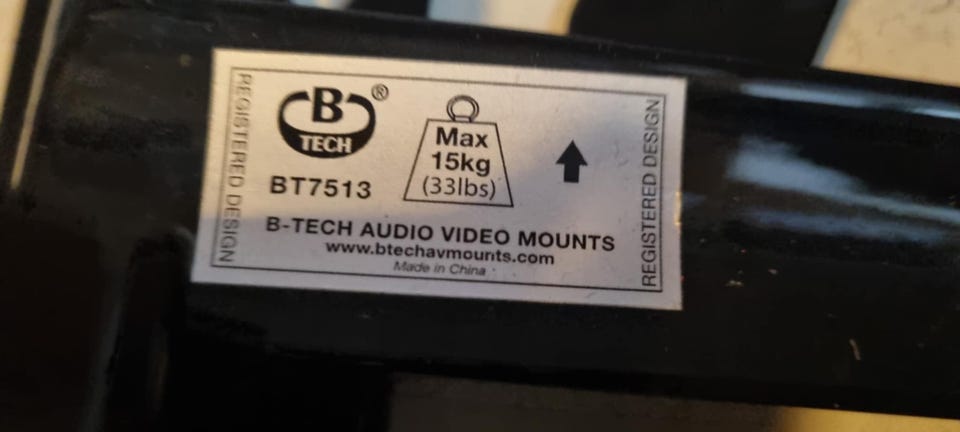 B
TECH
®
BT7513
Max
15kg
(33lbs)
B-TECH AUDIO VIDEO MOUNTS
www.btechavmounts.com
Made in China
REGISTERED DESIGN
REGISTERED DESIGN